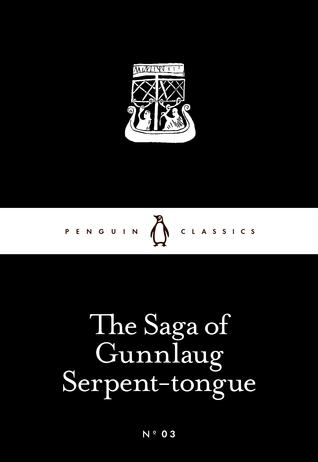 PENGUIN CLASSICS
The Saga of
Gunnlaug
Serpent-tongue
Nº 03